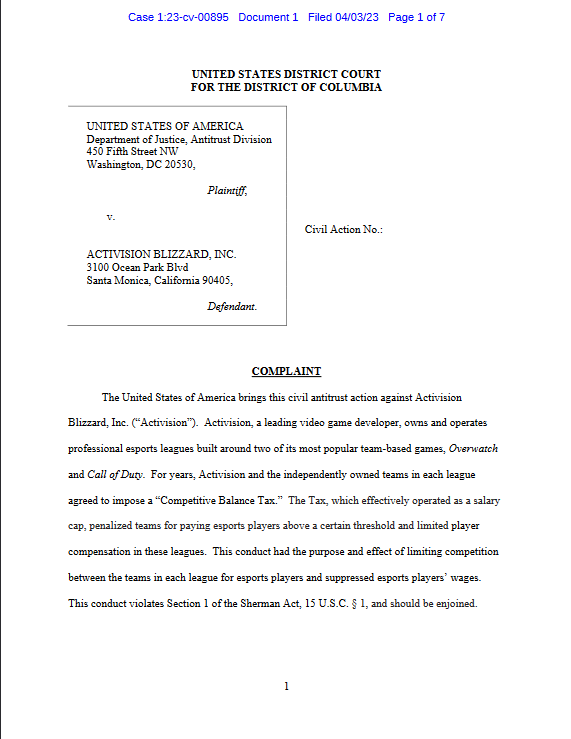 Case 1:23-cv-00895 Document 1 Filed 04/03/23 Page 1 of 7
UNITED STATES DISTRICT COURT
FOR THE DISTRICT OF COLUMBIA
UNITED STATES OF AMERICA
Department of Justice, Antitrust Division
450 Fifth Street NW
Washington, DC 20530,
Plaintiff,
v.
ACTIVISION BLIZZARD, INC.
3100 Ocean Park Blvd
Santa Monica, California 90405,
Defendant.
Civil Action No.:
COMPLAINT
The United States of America brings this civil antitrust action against Activision
Blizzard, Inc. (“Activision”). Activision, a leading video game developer, owns and operates
professional esports leagues built around two of its most popular team-based games, Overwatch
and Call of Duty. For years, Activision and the independently owned teams in each league
agreed to impose a “Competitive Balance Tax.” The Tax, which effectively operated as a salary
cap, penalized teams for paying esports players above a certain threshold and limited player
compensation in these leagues. This conduct had the purpose and effect of limiting competition
between the teams in each league for esports players and suppressed esports players’ wages.
This conduct violates Section 1 of the Sherman Act, 15 U.S.C. § 1, and should be enjoined.
1